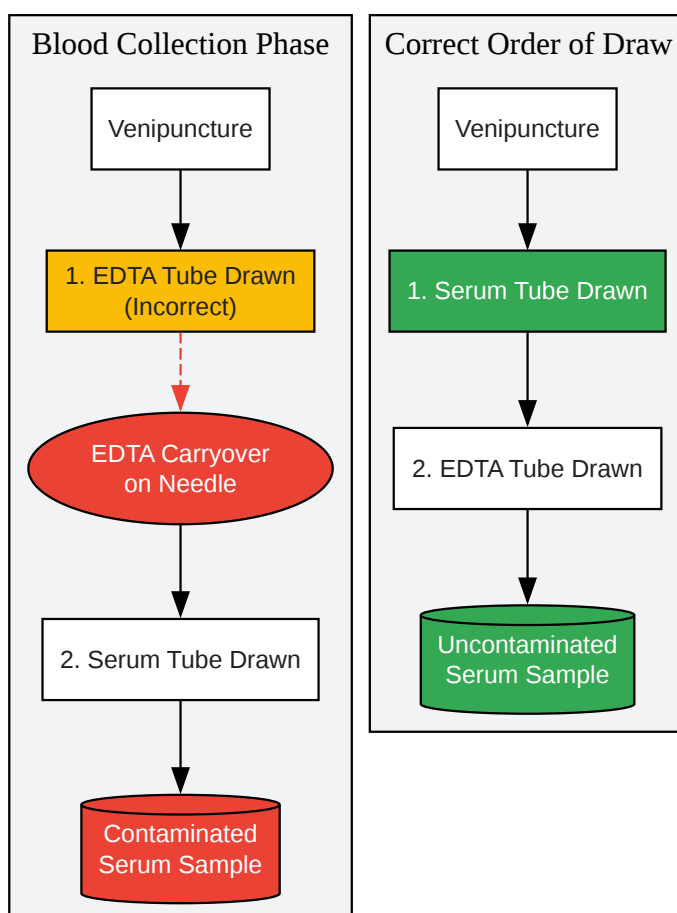 Blood Collection Phase
Venipuncture
1. EDTA Tube Drawn
(Incorrect)
EDTA Carryover
on Needle
2. Serum Tube Drawn
Contaminated
Serum Sample
Correct Order of Draw
Venipuncture
1. Serum Tube Drawn
2. EDTA Tube Drawn
Uncontaminated
Serum Sample